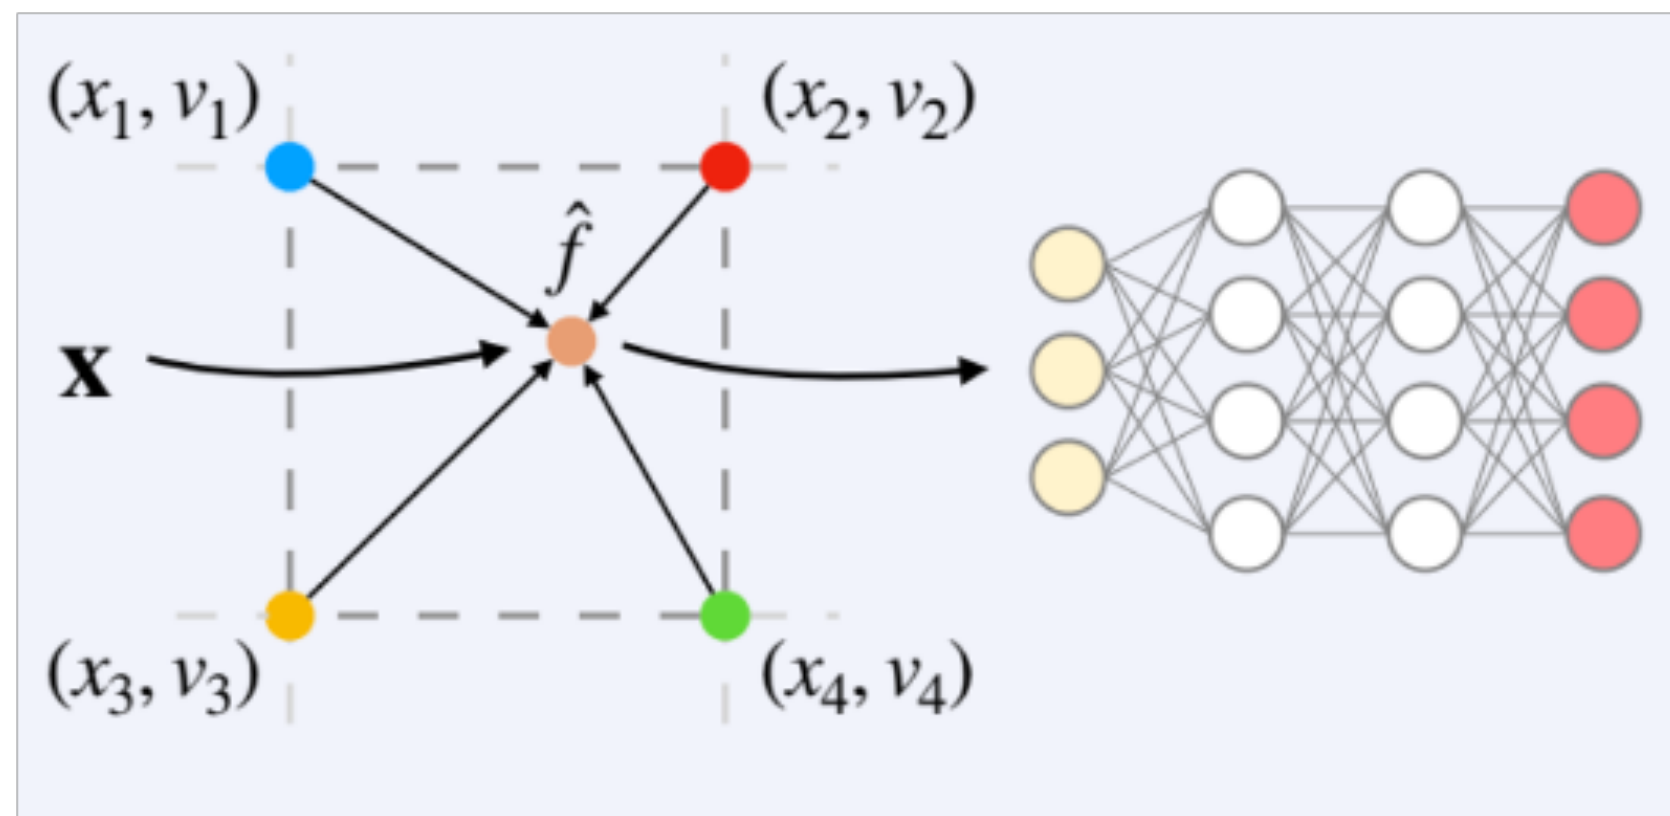 (x₁, v₁)
(x₂, v₂)
f̂
x
(x₃, v₃)
(x₄, v₄)